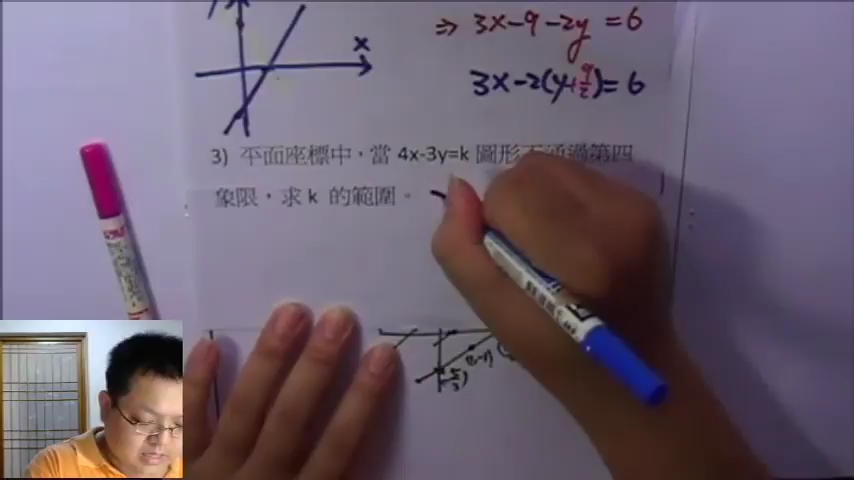 y
x
⇒ 3x-9-2y=6
3x-2(y+9/2)=6
3) 平面座標中，當 4x-3y=k 圖形不通過第四
象限，求 k 的範圍。